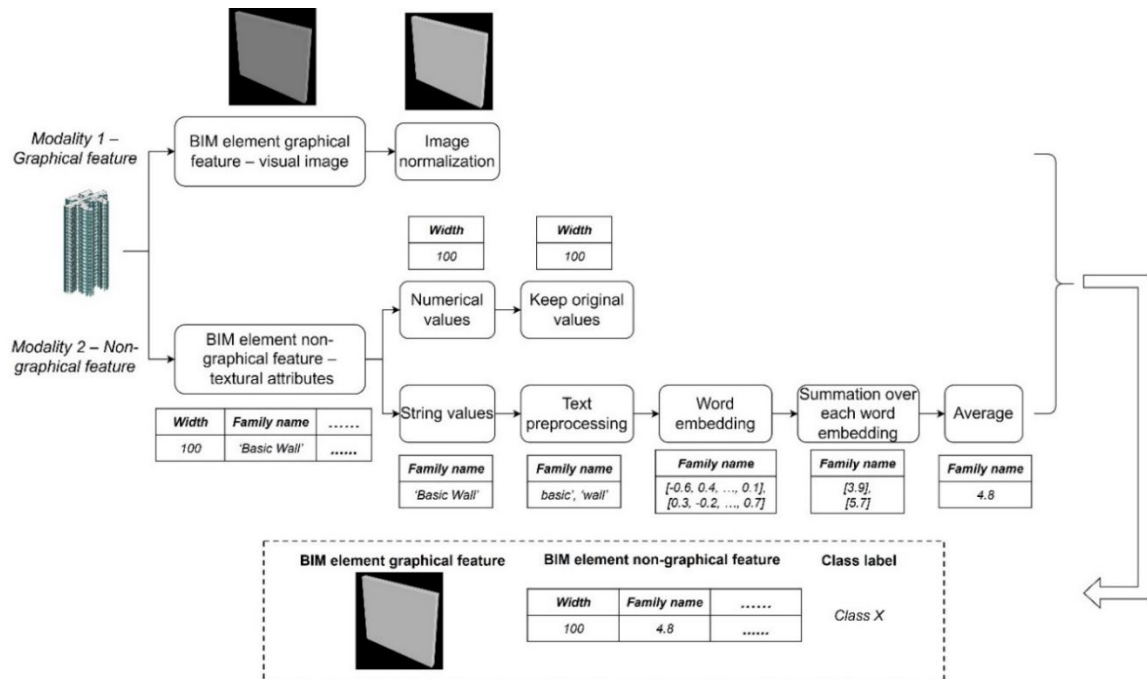 Modality 1 –
Graphical feature
BIM element graphical
feature – visual image
Image
normalization
Width
100
Width
100
Numerical
values
Keep original
values
Modality 2 – Non-
graphical feature
BIM element non-
graphical feature –
textural attributes
String values
Text
preprocessing
Word
embedding
Summation over
each word
embedding
Average
Width Family name ......
100 'Basic Wall' ......
Family name
'Basic Wall'
Family name
basic', 'wall'
Family name
[-0.6, 0.4, ..., 0.1],
[0.3, -0.2, ..., 0.7]
Family name
[3.9],
[5.7]
Family name
4.8
BIM element graphical feature
BIM element non-graphical feature
Class label
Width Family name ......
100 4.8 ......
Class X